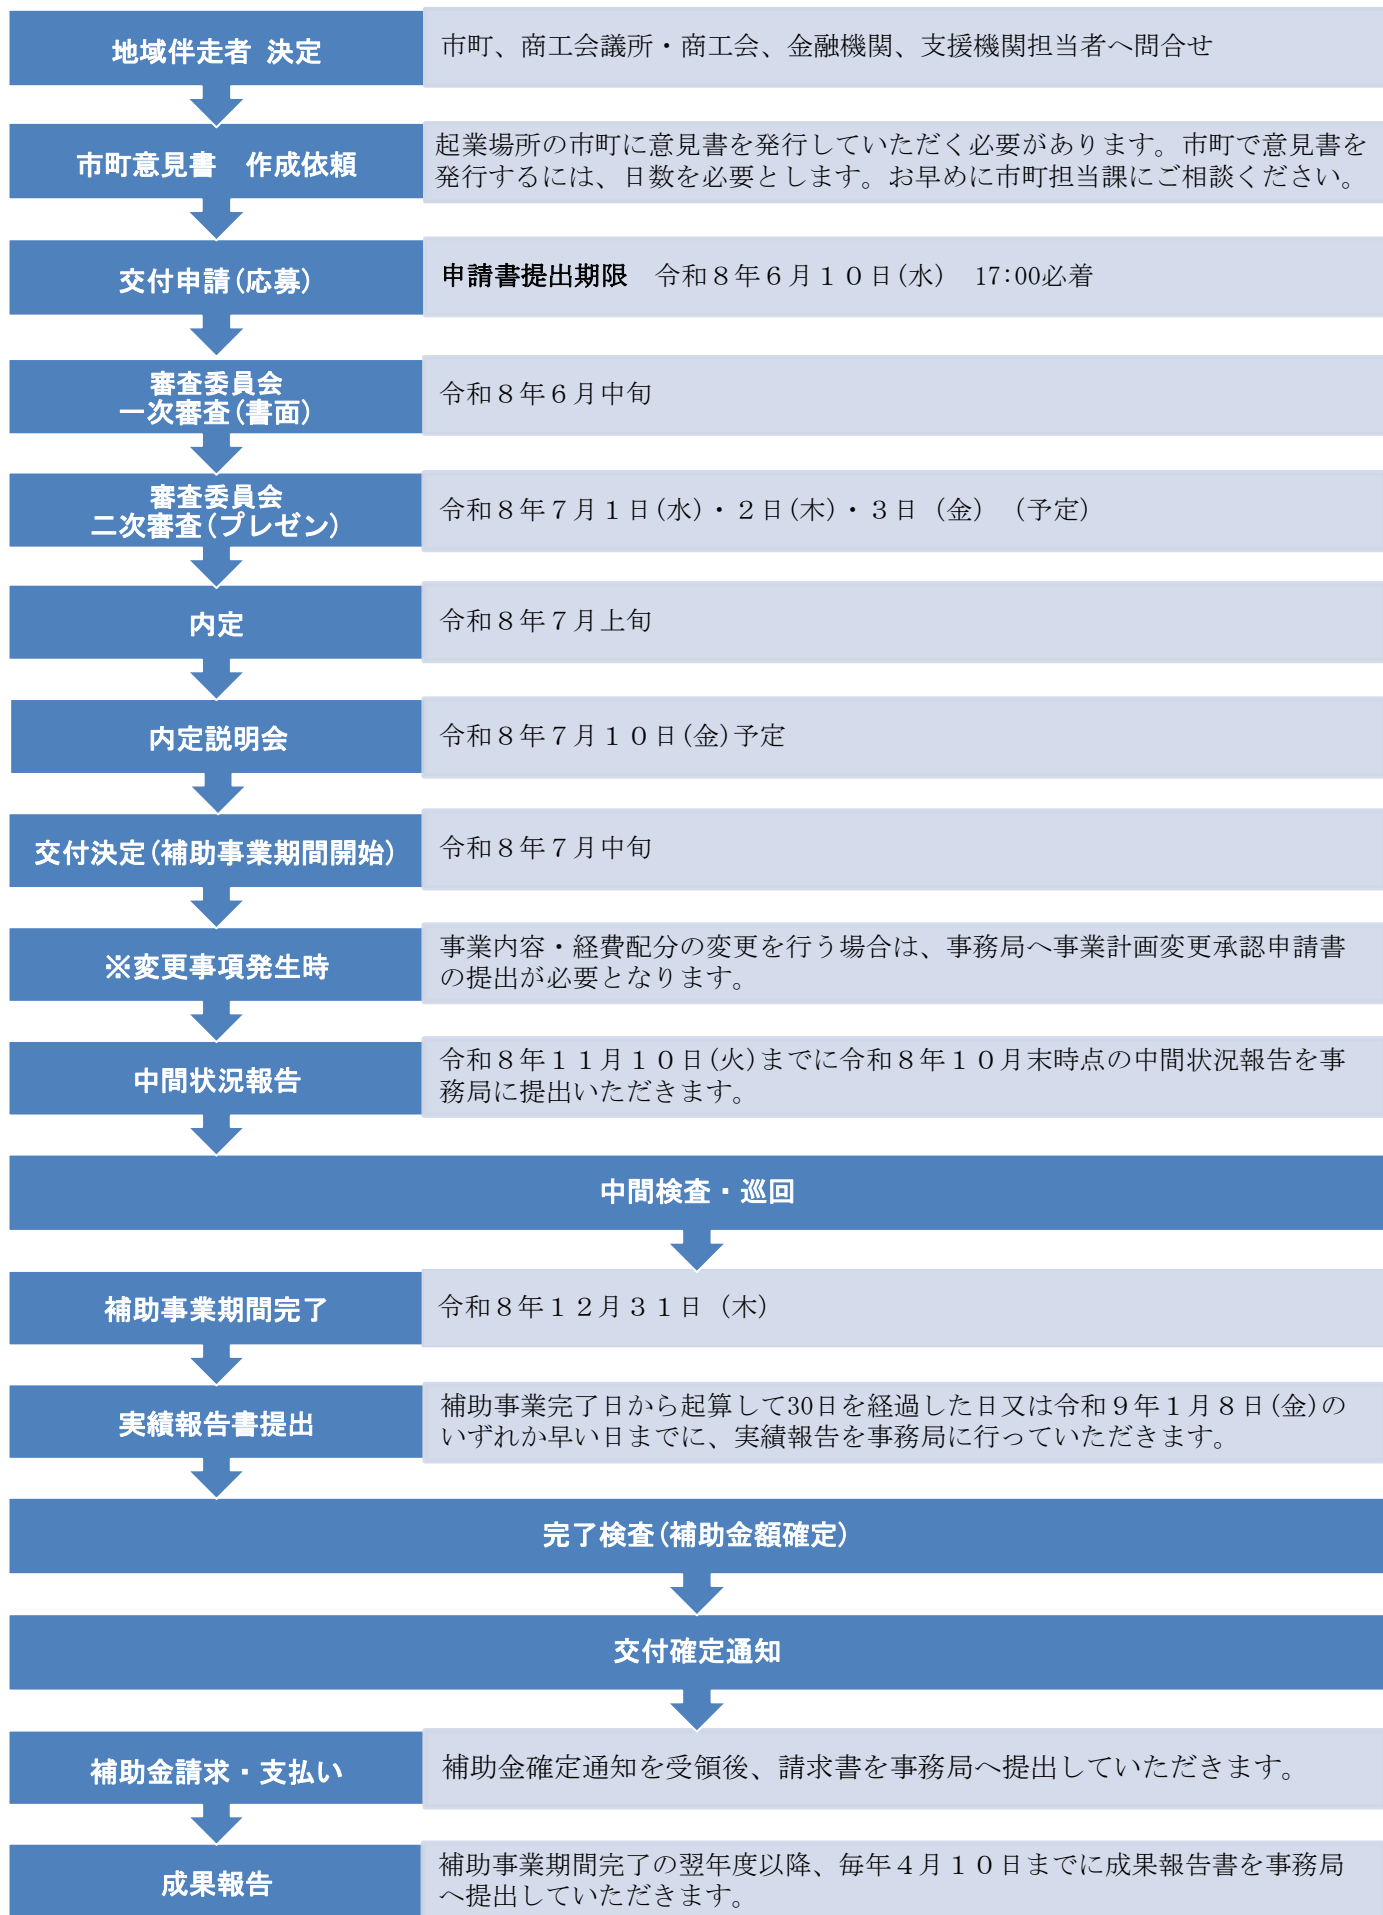 地域伴走者 決定
市町、商工会議所・商工会、金融機関、支援機関担当者へ問合せ
市町意見書　作成依頼
起業場所の市町に意見書を発行していただく必要があります。市町で意見書を
発行するには、日数を必要とします。お早めに市町担当課にご相談ください。
交付申請(応募)
申請書提出期限　令和８年６月１０日(水)　17:00必着
審査委員会
一次審査(書面)
令和８年６月中旬
審査委員会
二次審査(プレゼン)
令和８年７月１日(水)・２日(木)・３日（金）（予定）
内定
令和８年７月上旬
内定説明会
令和８年７月１０日(金)予定
交付決定(補助事業期間開始)
令和８年７月中旬
※変更事項発生時
事業内容・経費配分の変更を行う場合は、事務局へ事業計画変更承認申請書
の提出が必要となります。
中間状況報告
令和８年１１月１０日(火)までに令和８年１０月末時点の中間状況報告を事
務局に提出いただきます。
中間検査・巡回
補助事業期間完了
令和８年１２月３１日（木）
実績報告書提出
補助事業完了日から起算して30日を経過した日又は令和９年１月８日(金)の
いずれか早い日までに、実績報告を事務局に行っていただきます。
完了検査(補助金額確定)
交付確定通知
補助金請求・支払い
補助金確定通知を受領後、請求書を事務局へ提出していただきます。
成果報告
補助事業期間完了の翌年度以降、毎年４月１０日までに成果報告書を事務局
へ提出していただきます。